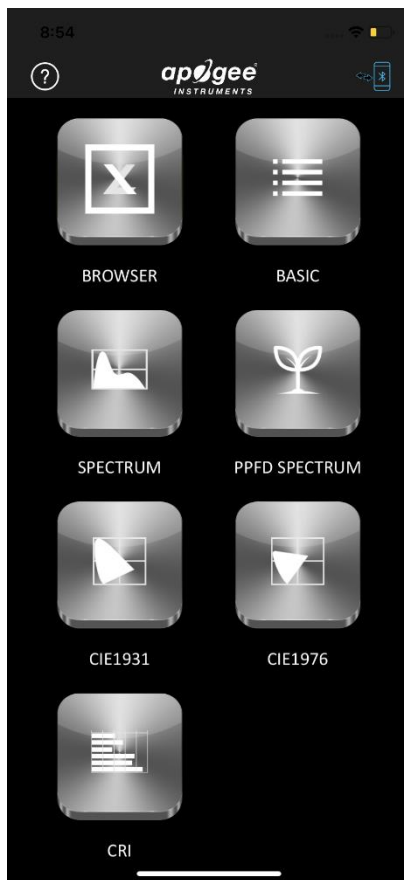 8:54
?
apogee
INSTRUMENTS
X
BROWSER
BASIC
SPECTRUM
PPFD SPECTRUM
CIE1931
CIE1976
CRI